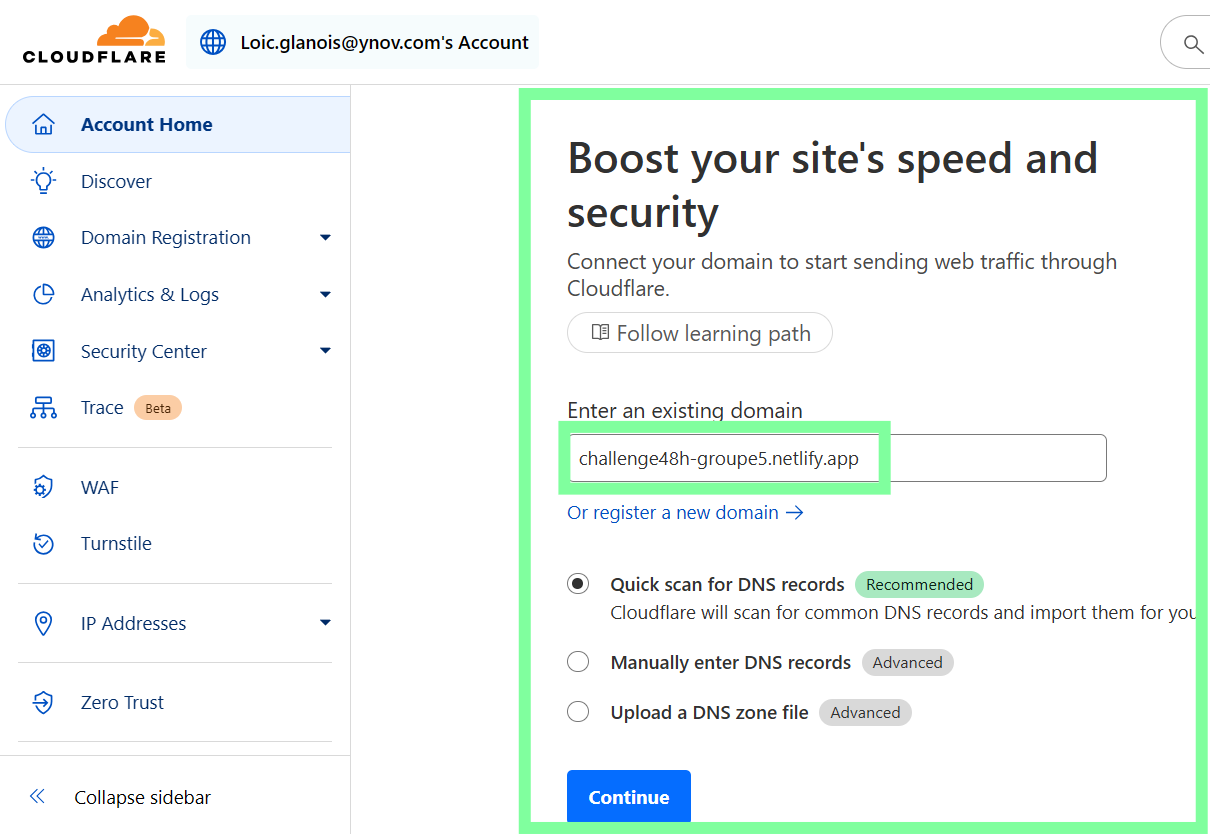 CLOUDFLARE
Loic.glanois@ynov.com's Account
Account Home
Discover
Domain Registration
Analytics & Logs
Security Center
Trace Beta
WAF
Turnstile
IP Addresses
Zero Trust
Collapse sidebar
Boost your site's speed and
security
Connect your domain to start sending web traffic through
Cloudflare.
Follow learning path
Enter an existing domain
challenge48h-groupe5.netlify.app
Or register a new domain →
Quick scan for DNS records Recommended
Cloudflare will scan for common DNS records and import them for you
Manually enter DNS records Advanced
Upload a DNS zone file Advanced
Continue